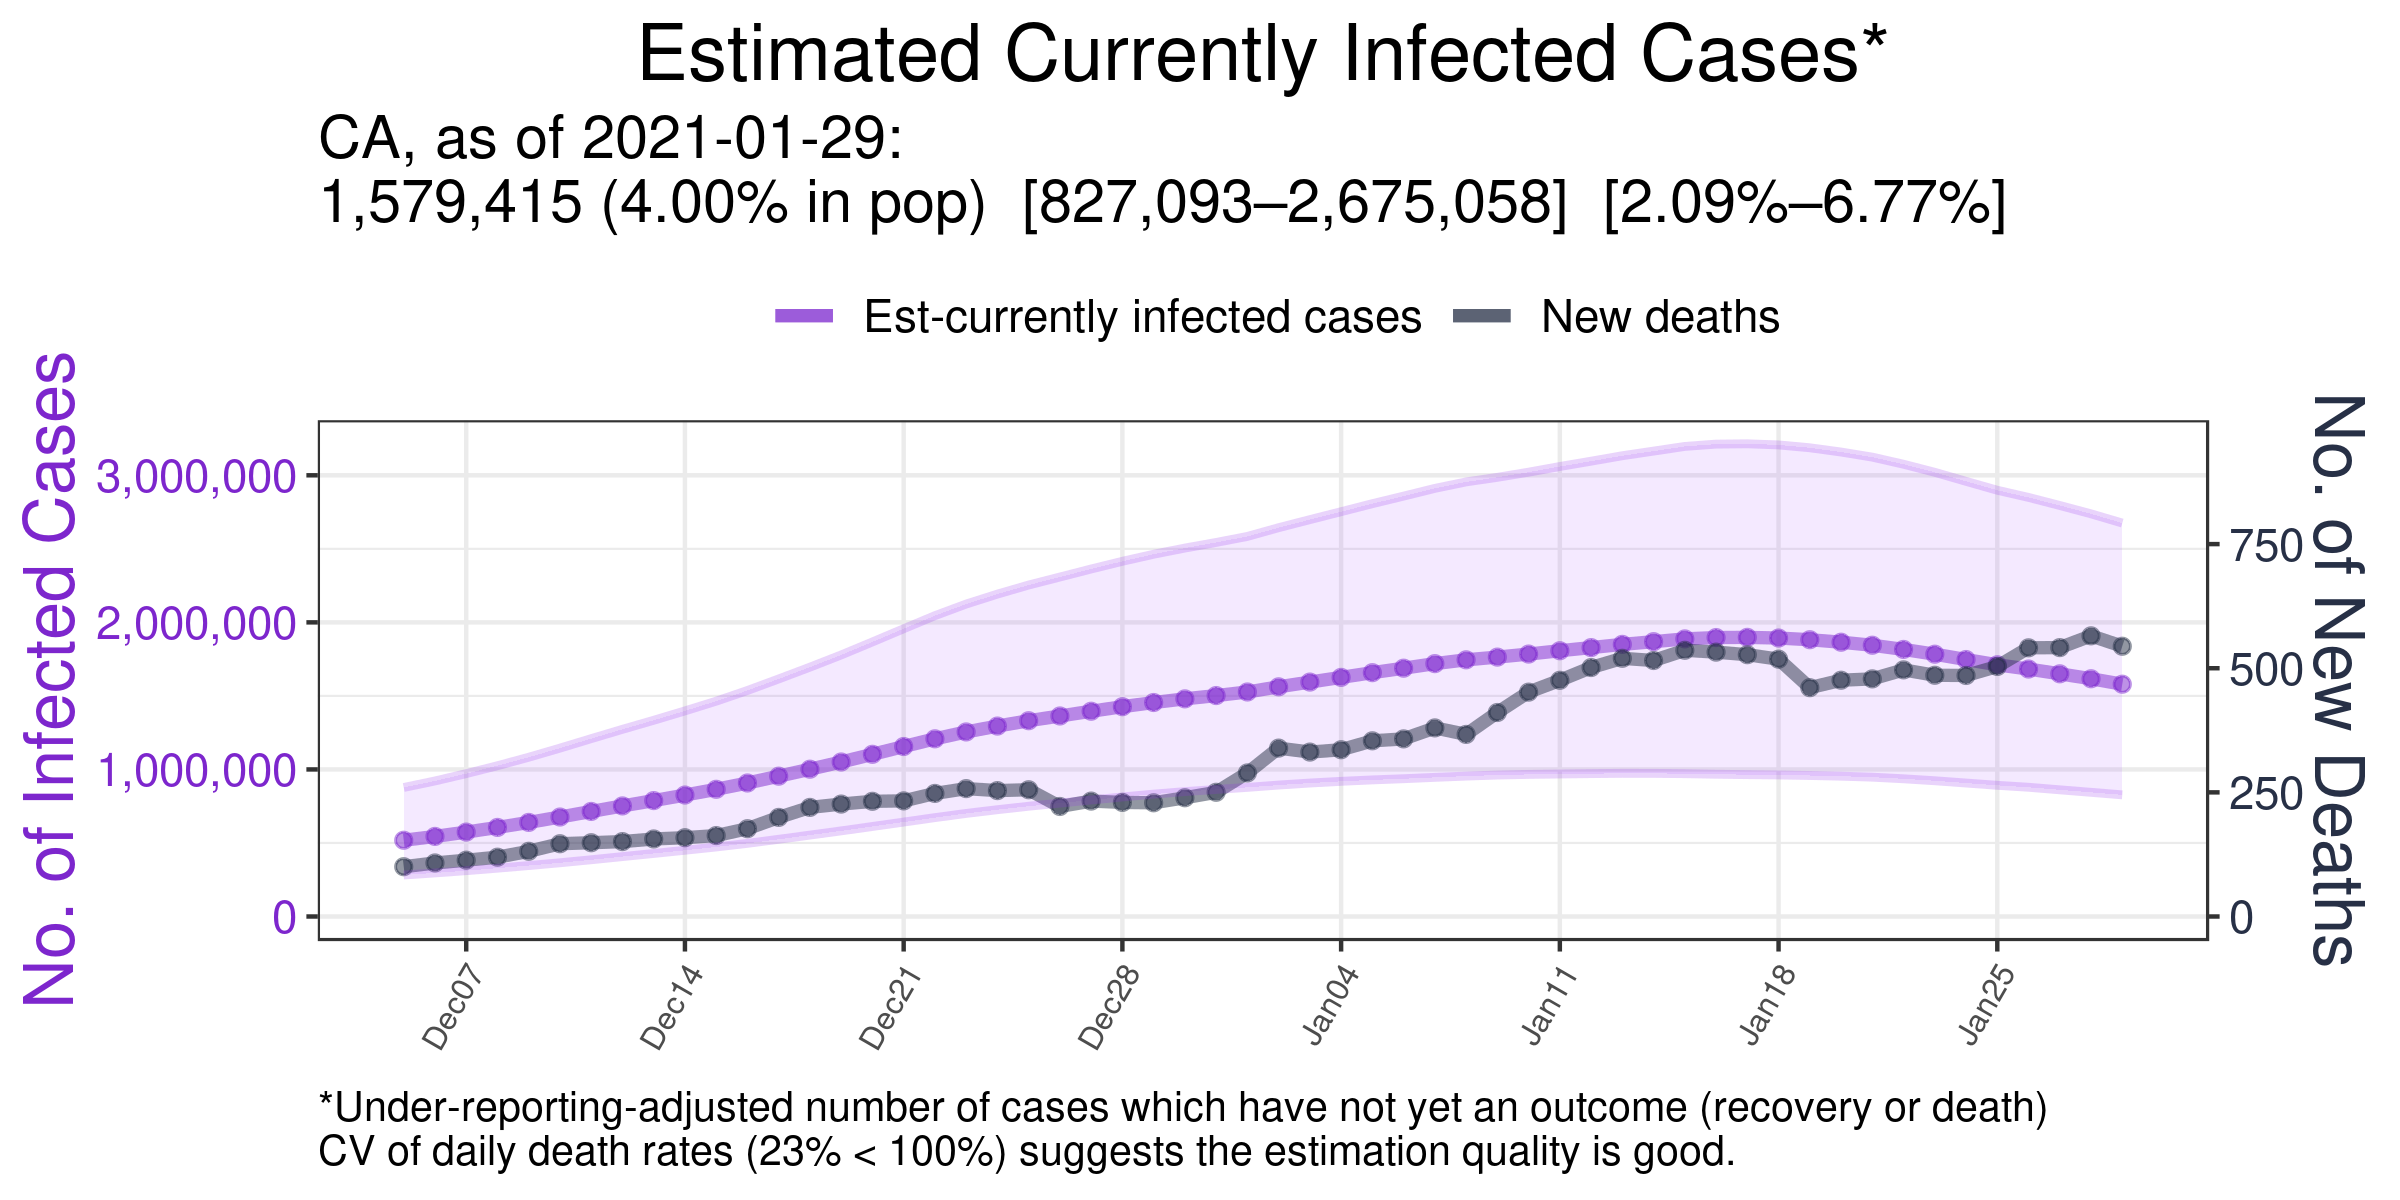 Estimated Currently Infected Cases*
CA, as of 2021-01-29:
1,579,415 (4.00% in pop)  [827,093–2,675,058]  [2.09%–6.77%]
Est-currently infected cases
New deaths
No. of Infected Cases
3,000,000
2,000,000
1,000,000
0
No. of New Deaths
750
500
250
0
Dec07
Dec14
Dec21
Dec28
Jan04
Jan11
Jan18
Jan25
*Under-reporting-adjusted number of cases which have not yet an outcome (recovery or death)
CV of daily death rates (23% < 100%) suggests the estimation quality is good.